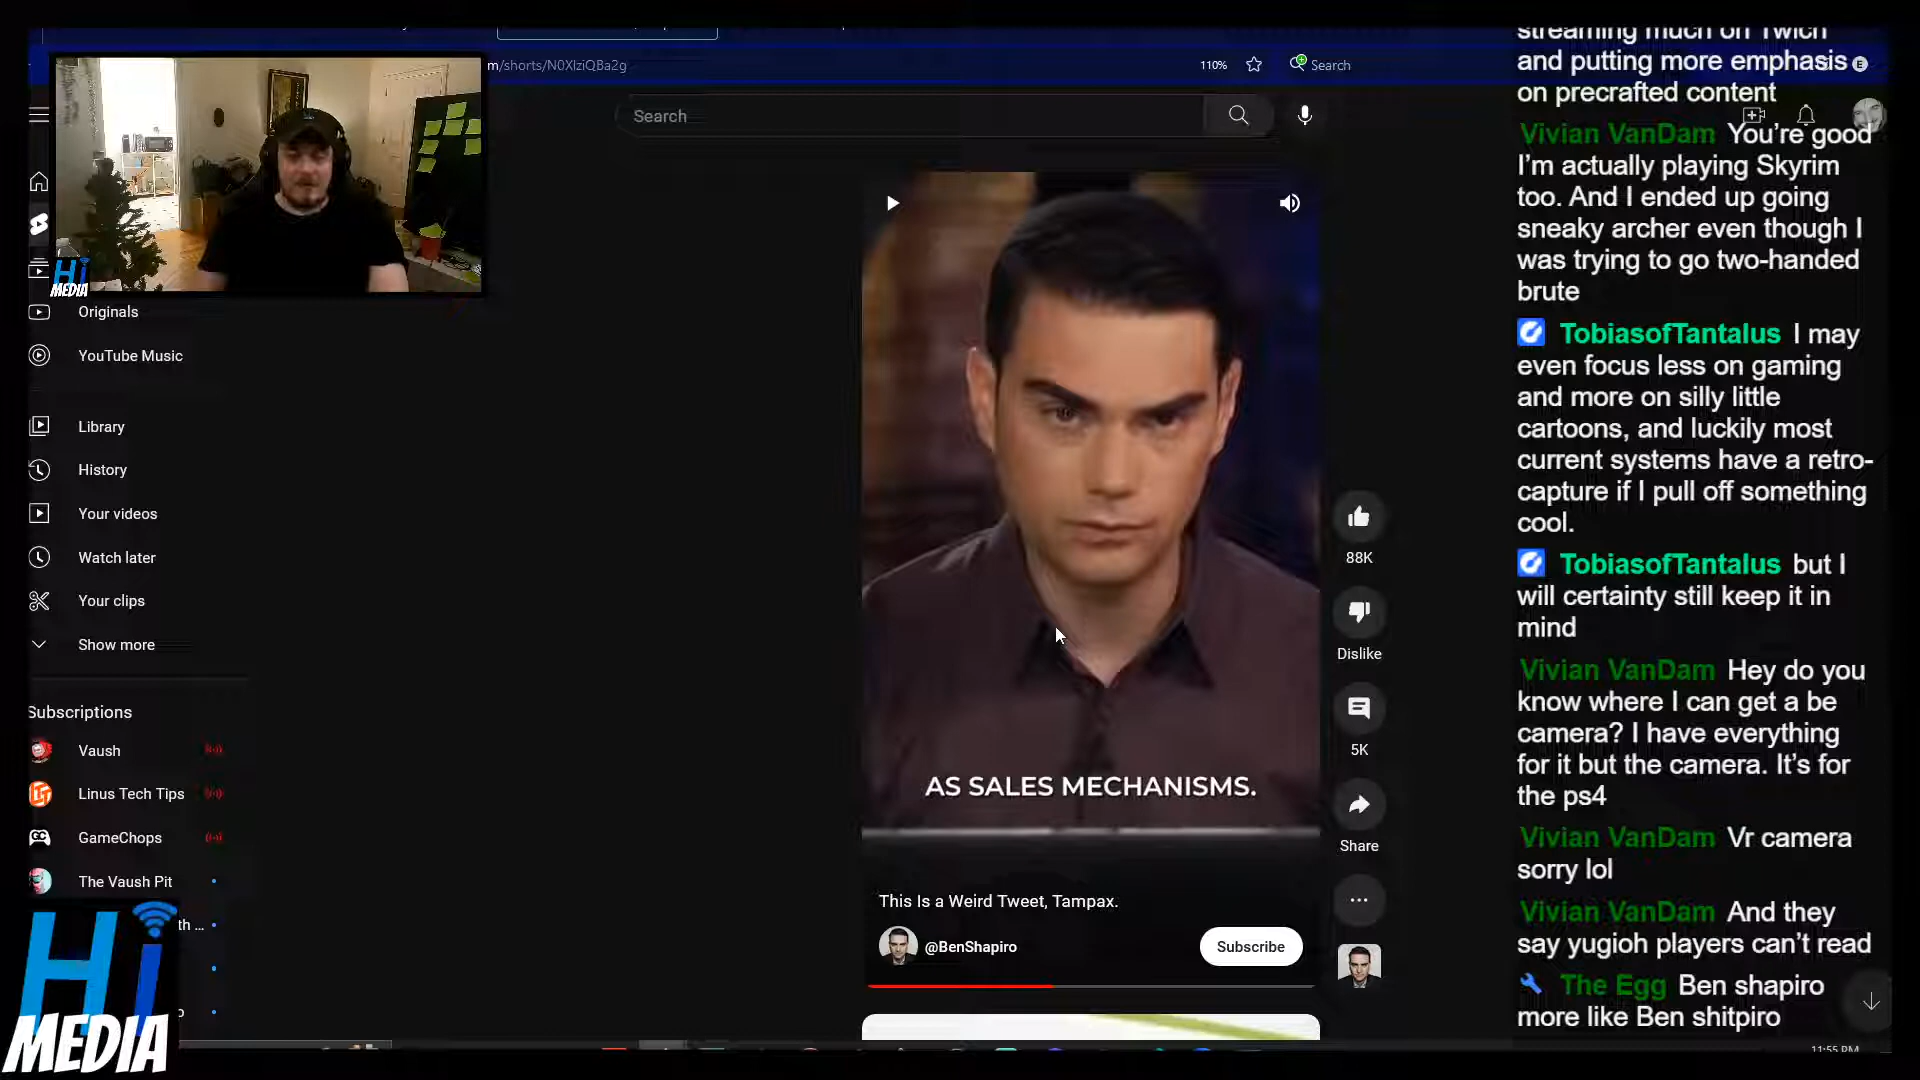 m/shorts/N0XlziQBa2g
110%
Search
Search
Hi
MEDIA
Originals
YouTube Music
Library
History
Your videos
Watch later
Your clips
Show more
Subscriptions
Vaush
Linus Tech Tips
GameChops
The Vaush Pit
th ...
Hi
MEDIA
AS SALES MECHANISMS.
This Is a Weird Tweet, Tampax.
@BenShapiro
Subscribe
88K
Dislike
5K
Share
streaming much on Twich
and putting more emphasis
on precrafted content
Vivian VanDam You're good
I'm actually playing Skyrim
too. And I ended up going
sneaky archer even though I
was trying to go two-handed
brute
TobiasofTantalus I may
even focus less on gaming
and more on silly little
cartoons, and luckily most
current systems have a retro-
capture if I pull off something
cool.
TobiasofTantalus but I
will certainty still keep it in
mind
Vivian VanDam Hey do you
know where I can get a be
camera? I have everything
for it but the camera. It's for
the ps4
Vivian VanDam Vr camera
sorry lol
Vivian VanDam And they
say yugioh players can't read
The Egg Ben shapiro
more like Ben shitpiro
11:55 PM